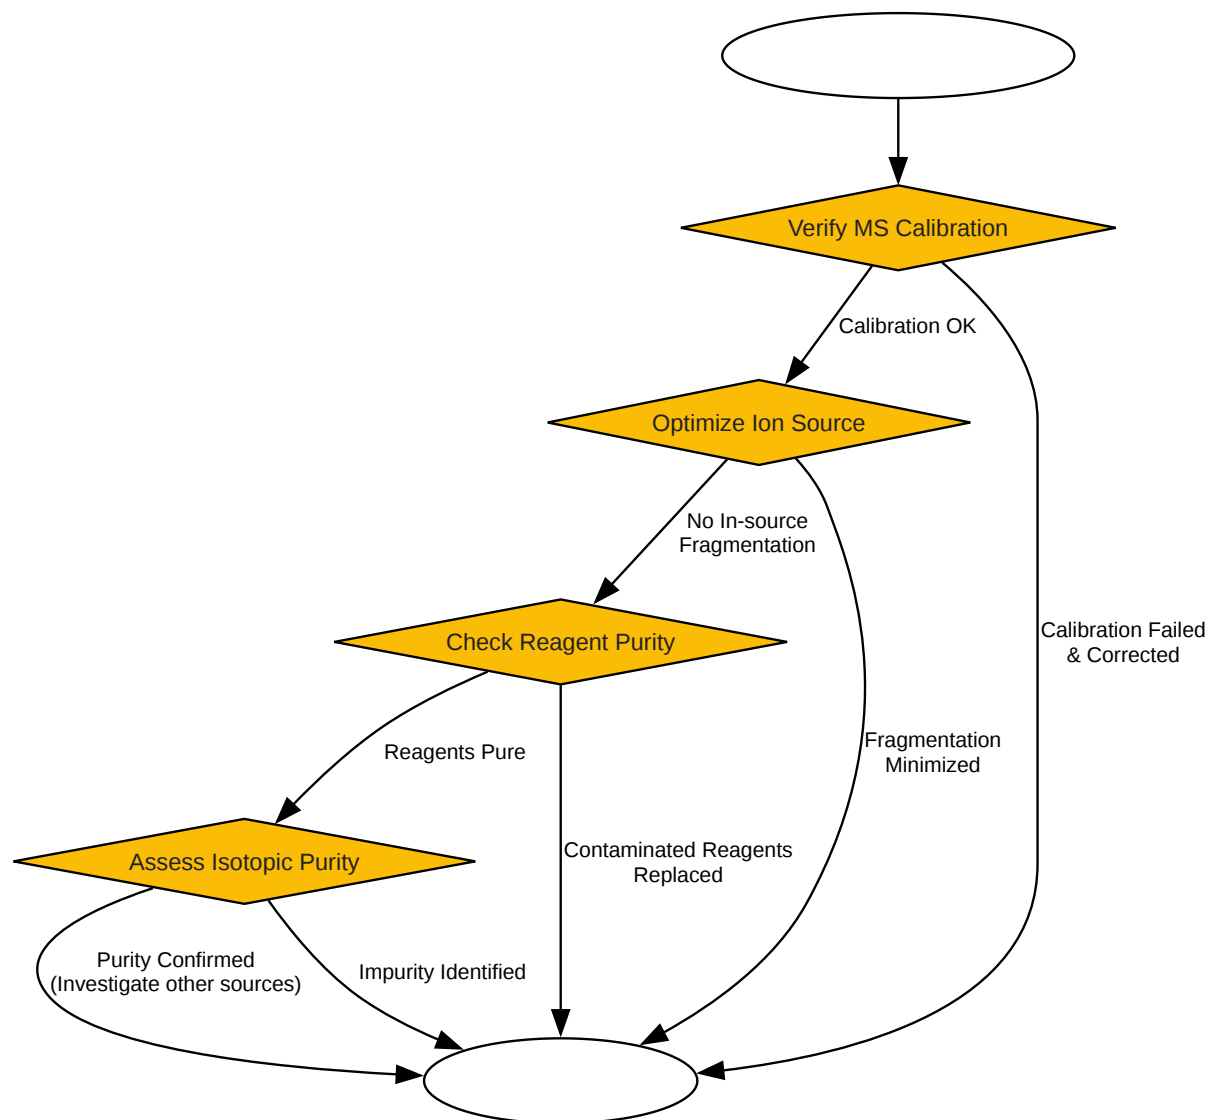 Verify MS Calibration
Calibration OK
Optimize Ion Source
No In-source
Fragmentation
Calibration Failed
& Corrected
Check Reagent Purity
Fragmentation
Minimized
Reagents Pure
Contaminated Reagents
Replaced
Assess Isotopic Purity
Purity Confirmed
(Investigate other sources)
Impurity Identified